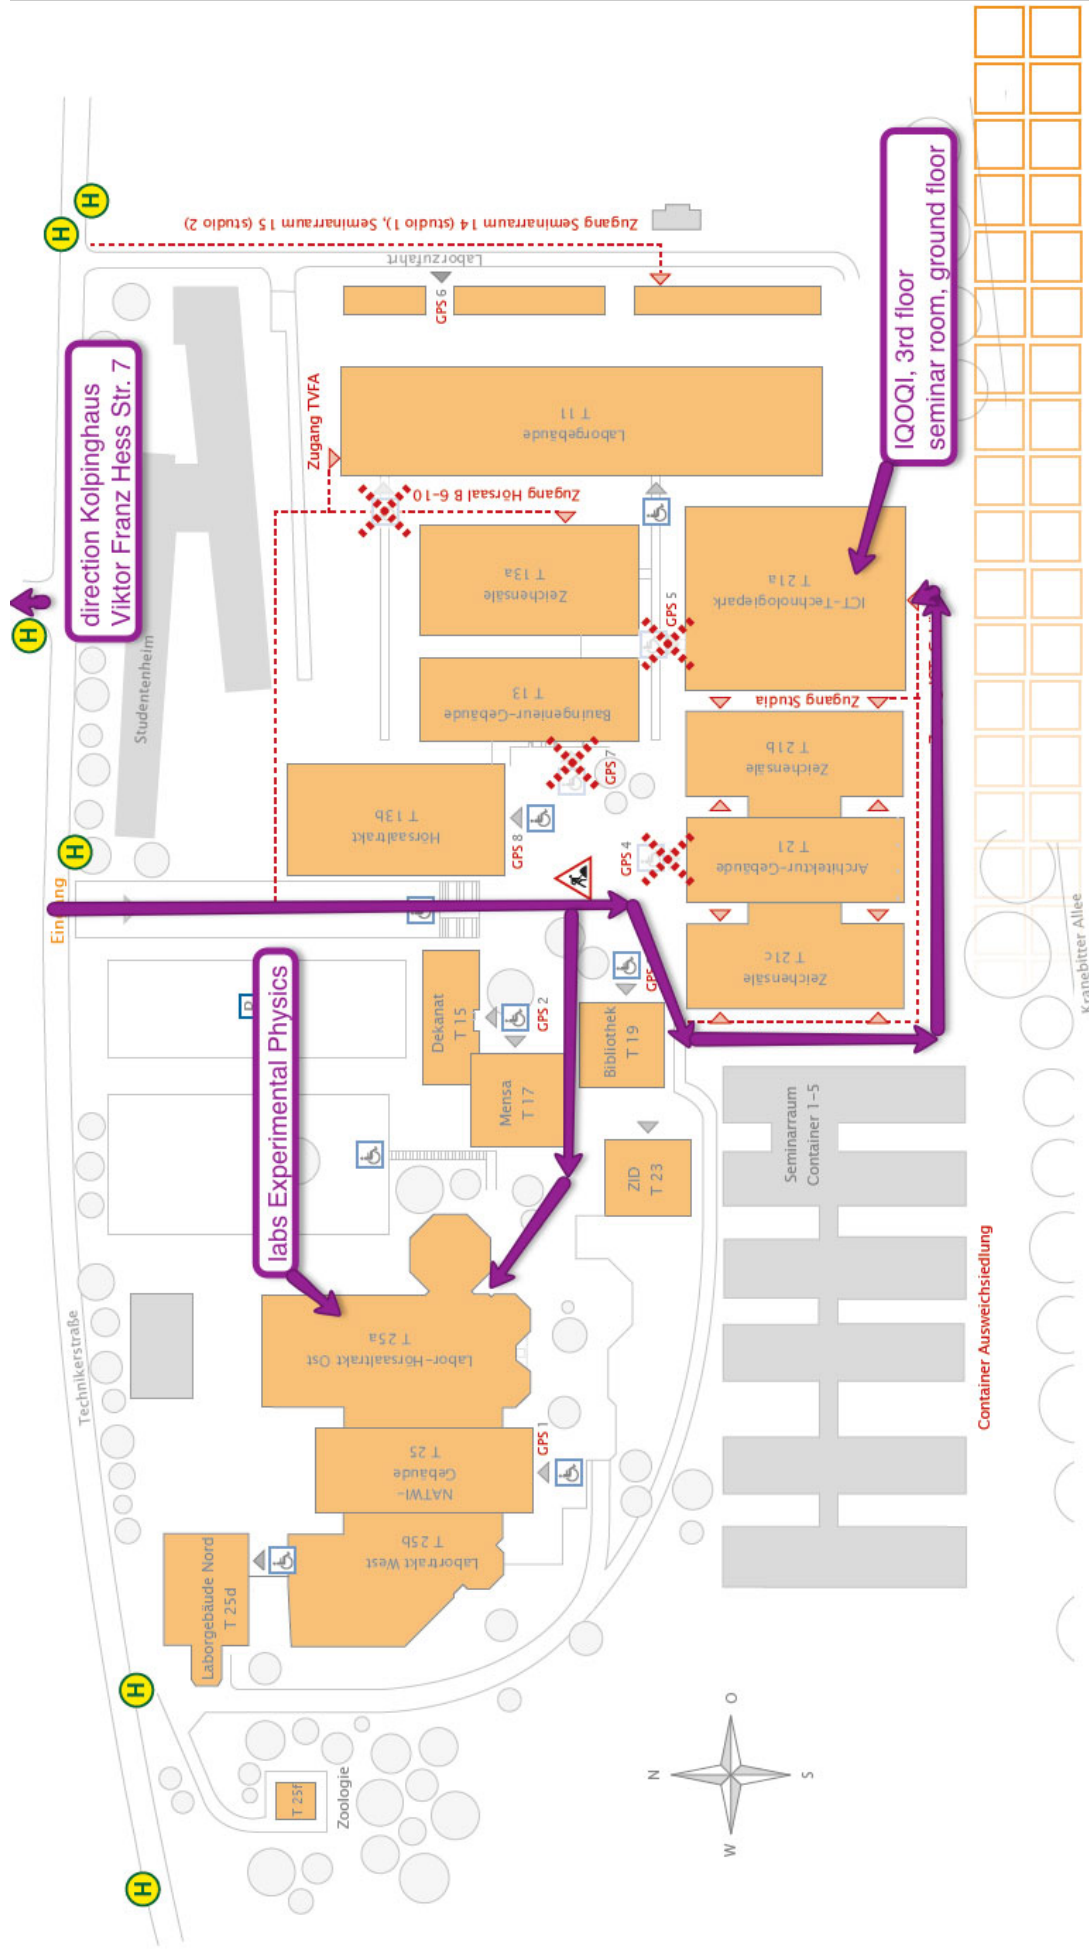 H
H
Zugang Seminarraum 14 (studio 1), Seminarraum 15 (studio 2)
Laborzufahrt
GPS 6
direction Kolpinghaus
Viktor Franz Hess Str. 7
H
IQOQI, 3rd floor
seminar room, ground floor
Zugang TVFA
Laborgebäude
T 11
Zugang Hörsaal B 6-10
Zeichensäle
T 13a
ICT-Technologiepark
T 21a
GPS 5
Studentenheim
Bauingenieur-Gebäude
T 13
Zugang Studia
GPS 7
Zeichensäle
T 21b
Hörsaaltrakt
T 13b
GPS 8
GPS 4
Architektur-Gebäude
T 21
H
Zeichensäle
T 21c
Kranebitter Allee
labs Experimental Physics
Dekanat
T 15
GPS 2
Bibliothek
T 19
Mensa
T 17
ZID
T 23
Seminarraum
Container 1-5
Container Ausweichsiedlung
Technikerstraße
Labor-Hörsaaltrakt Ost
T 25a
NATWI-
Gebäude
T 25
GPS 1
Labortrakt West
T 25b
Laborgebäude Nord
T 25d
H
T 25f
Zoologie
H
N
O
S
W